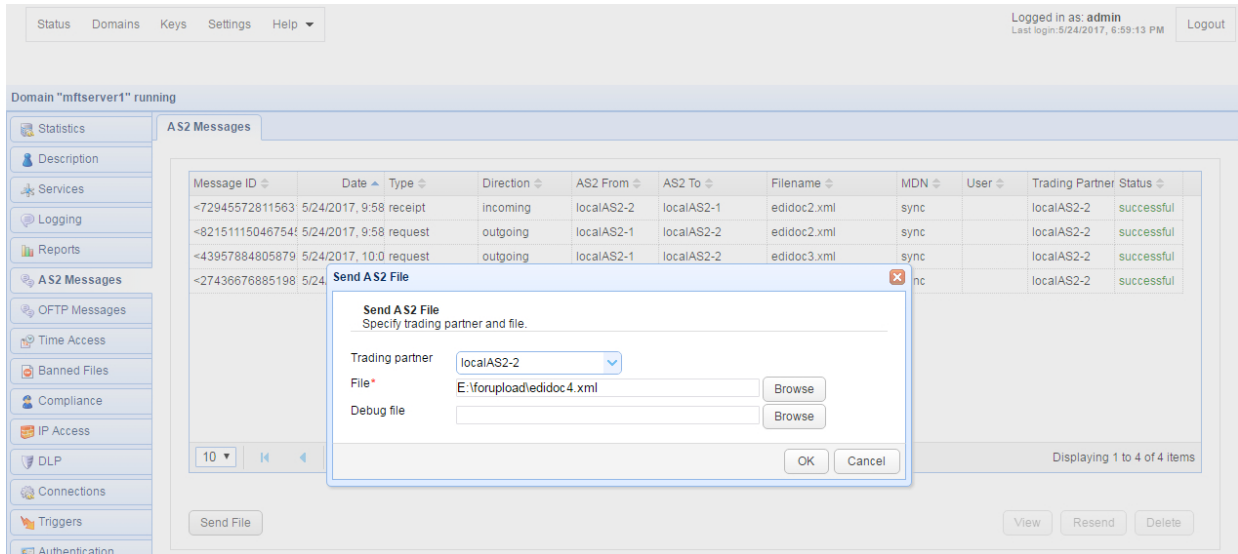 Status Domains Keys Settings Help
Logged in as: admin
Last login:5/24/2017, 6:59:13 PM
Logout
Domain "mftserver1" running
Statistics
Description
Services
Logging
Reports
AS2 Messages
OFTP Messages
Time Access
Banned Files
Compliance
IP Access
DLP
Connections
Triggers
Authentication
AS2 Messages
Message ID Date Type Direction AS2 From AS2 To Filename MDN User Trading Partner Status
<72945572811563 5/24/2017, 9:58 receipt incoming localAS2-2 localAS2-1 edidoc2.xml sync localAS2-2 successful
<821511150467545 5/24/2017, 9:58 request outgoing localAS2-1 localAS2-2 edidoc2.xml sync localAS2-2 successful
<43957884805879 5/24/2017, 10:0 request outgoing localAS2-1 localAS2-2 edidoc3.xml sync localAS2-2 successful
<27436676885198 5/24 nc localAS2-2 successful
Send AS2 File
Send AS2 File
Specify trading partner and file.
Trading partner localAS2-2
File* E:\forupload\edidoc4.xml Browse
Debug file Browse
OK Cancel
10 Displaying 1 to 4 of 4 items
Send File View Resend Delete